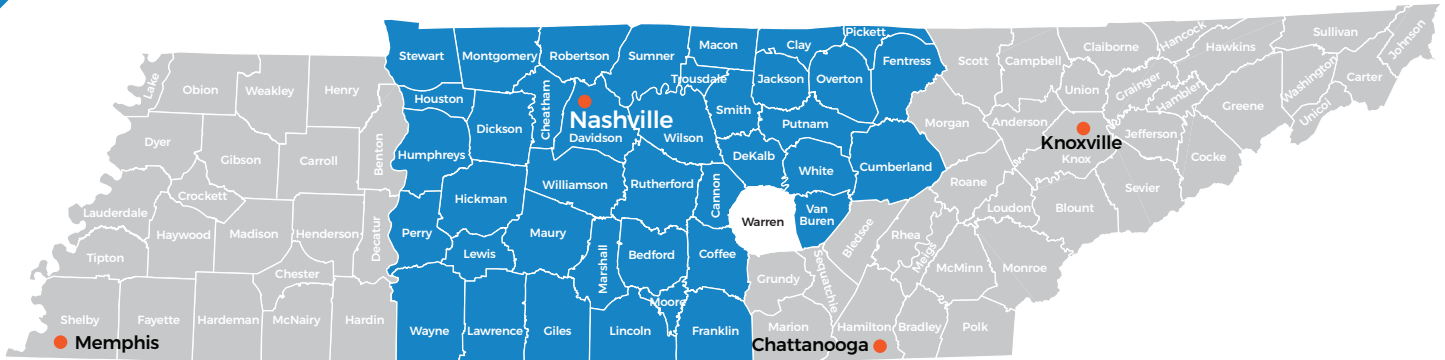 Stewart
Montgomery
Robertson
Sumner
Macon
Clay
Pickett
Fentress
Scott
Campbell
Claiborne
Hancock
Hawkins
Sullivan
Johnson
Lake
Obion
Weakley
Henry
Houston
Cheatham
Trousdale
Jackson
Overton
Union
Grainger
Hamblen
Washington
Carter
Greene
Unicoi
Dickson
Nashville
Davidson
Wilson
Smith
Putnam
Morgan
Anderson
Knoxville
Knox
Jefferson
Cocke
Dyer
Gibson
Carroll
Benton
Humphreys
Williamson
Rutherford
Cannon
DeKalb
White
Cumberland
Roane
Loudon
Blount
Sevier
Crockett
Lauderdale
Haywood
Madison
Henderson
Decatur
Perry
Hickman
Lewis
Maury
Marshall
Bedford
Coffee
Warren
Van
Buren
Bledsoe
Rhea
Meigs
McMinn
Monroe
Tipton
Chester
Moore
Grundy
Sequatchie
Shelby
Fayette
Hardeman
McNairy
Hardin
Wayne
Lawrence
Giles
Lincoln
Franklin
Marion
Hamilton
Bradley
Polk
Memphis
Chattanooga